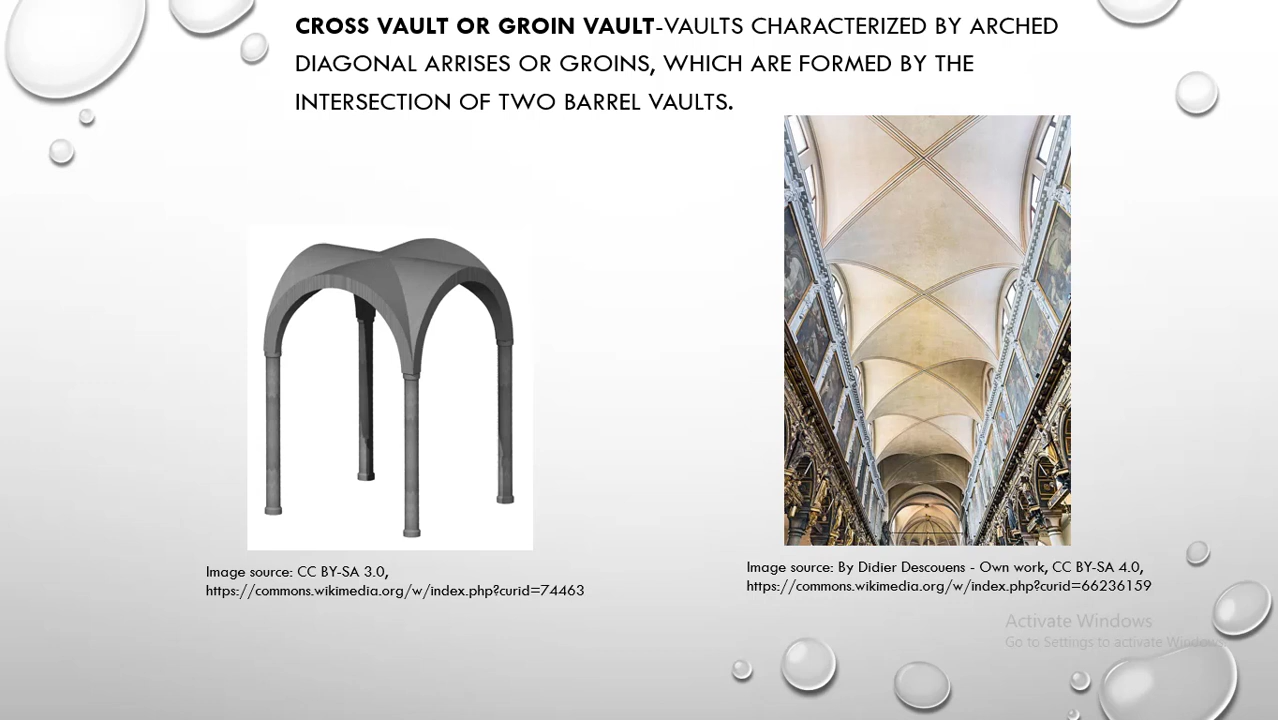 CROSS VAULT OR GROIN VAULT-VAULTS CHARACTERIZED BY ARCHED
DIAGONAL ARRISES OR GROINS, WHICH ARE FORMED BY THE
INTERSECTION OF TWO BARREL VAULTS.
Image source: CC BY-SA 3.0,
https://commons.wikimedia.org/w/index.php?curid=74463
Image source: By Didier Descouens - Own work, CC BY-SA 4.0,
https://commons.wikimedia.org/w/index.php?curid=66236159
Activate Windows
Go to Settings to activate Windows.